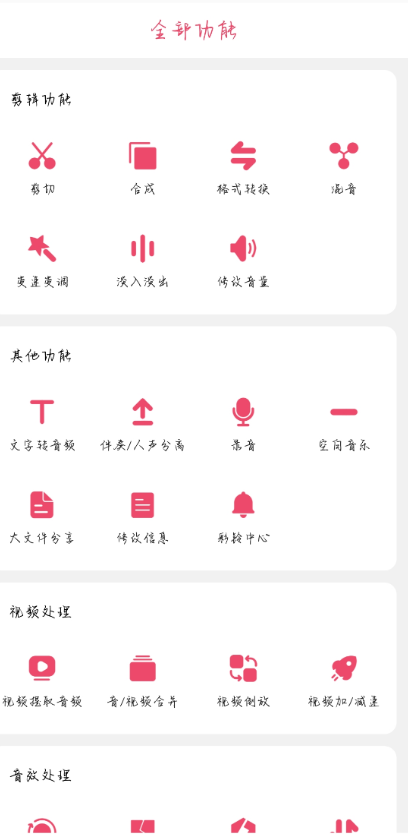 全部功能
剪辑功能
剪切 合成 格式转换 混音
变速变调 淡入淡出 修改音量
其他功能
文字转音频 伴奏/人声分离 录音 空白音乐
大文件分享 修改信息 彩铃中心
视频处理
视频提取音频 音/视频合并 视频倒放 视频加/减速
音效处理